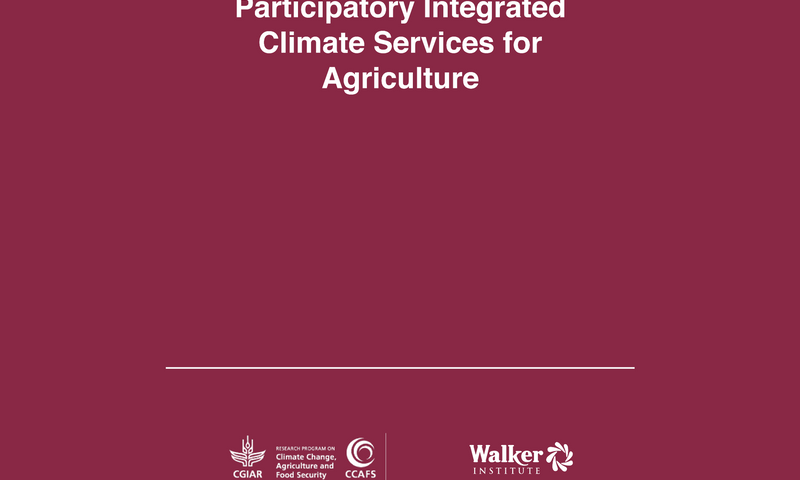 Participatory Integrated
Climate Services for
Agriculture
RESEARCH PROGRAM ON
Climate Change,
Agriculture and
Food Security
CGIAR
CCAFS
Walker
INSTITUTE